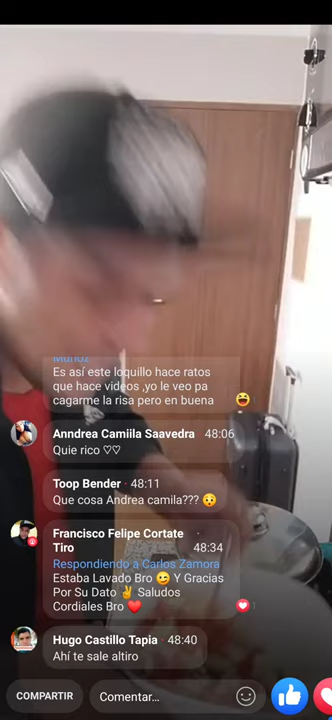 Muñoz
Es así este loquillo hace ratos
que hace videos ,yo le veo pa
cagarme la risa pero en buena
Anndrea Camiila Saavedra 48:06
Quie rico ♡♡
Toop Bender · 48:11
Que cosa Andrea camila??? 😯
Francisco Felipe Cortate ·
Tiro 48:34
Respondiendo a Carlos Zamora
Estaba Lavado Bro 😜 Y Gracias
Por Su Dato ✌️ Saludos
Cordiales Bro ❤️
1
Hugo Castillo Tapia · 48:40
Ahí te sale altiro
COMPARTIR
Comentar...